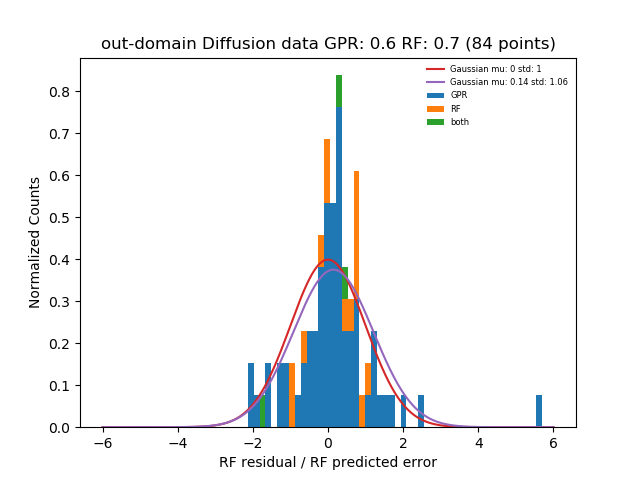 out-domain Diffusion data GPR: 0.6 RF: 0.7 (84 points)
Gaussian mu: 0 std: 1
Gaussian mu: 0.14 std: 1.06
GPR
RF
both
Normalized Counts
0.8
0.7
0.6
0.5
0.4
0.3
0.2
0.1
0.0
−6 −4 −2 0 2 4 6
RF residual / RF predicted error